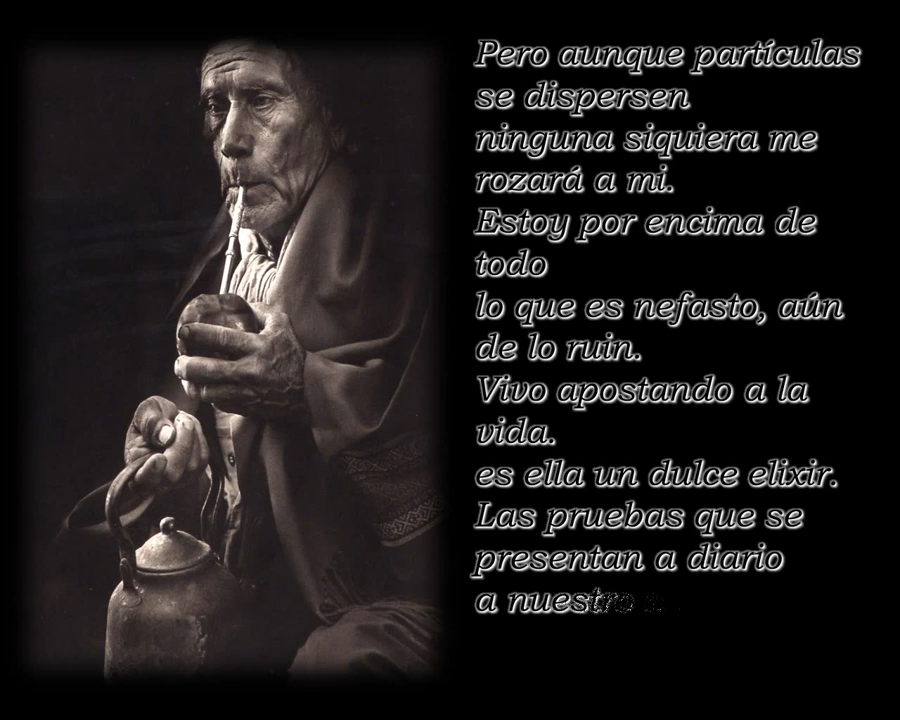 Pero aunque partículas
se dispersen
ninguna siquiera me
rozará a mi.
Estoy por encima de
todo
lo que es nefasto, aún
de lo ruin.
Vivo apostando a la
vida.
es ella un dulce elixir.
Las pruebas que se
presentan a diario
a nuestro